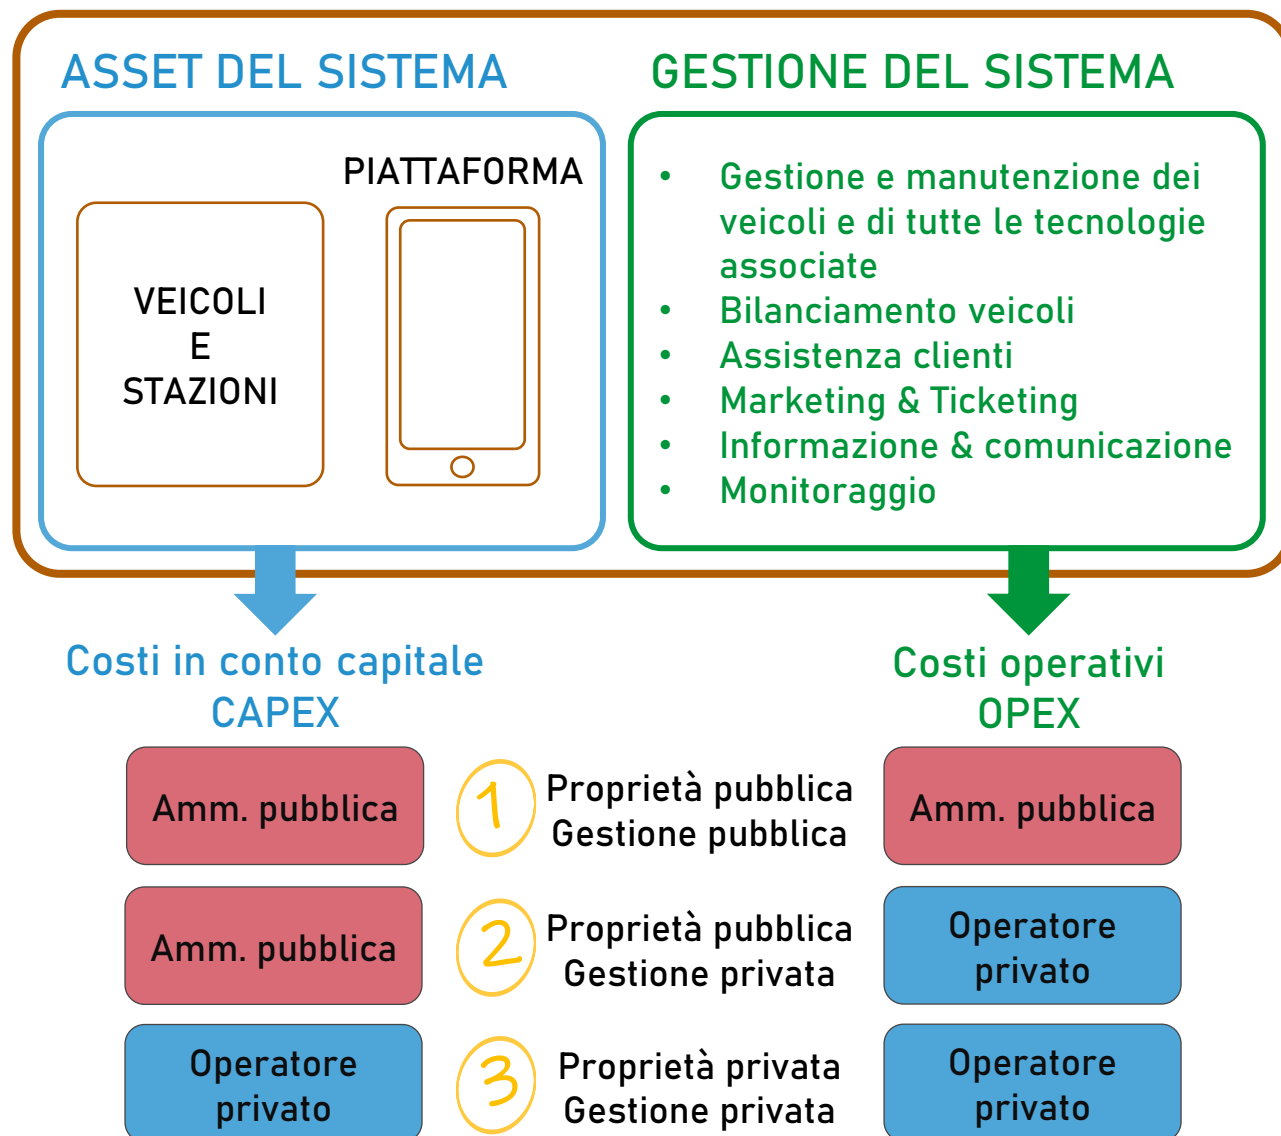 ASSET DEL SISTEMA
PIATTAFORMA
VEICOLI
E
STAZIONI
GESTIONE DEL SISTEMA
• Gestione e manutenzione dei
veicoli e di tutte le tecnologie
associate
• Bilanciamento veicoli
• Assistenza clienti
• Marketing & Ticketing
• Informazione & comunicazione
• Monitoraggio
Costi in conto capitale
CAPEX
Costi operativi
OPEX
Amm. pubblica
1
Proprietà pubblica
Gestione pubblica
Amm. pubblica
Amm. pubblica
2
Proprietà pubblica
Gestione privata
Operatore
privato
Operatore
privato
3
Proprietà privata
Gestione privata
Operatore
privato